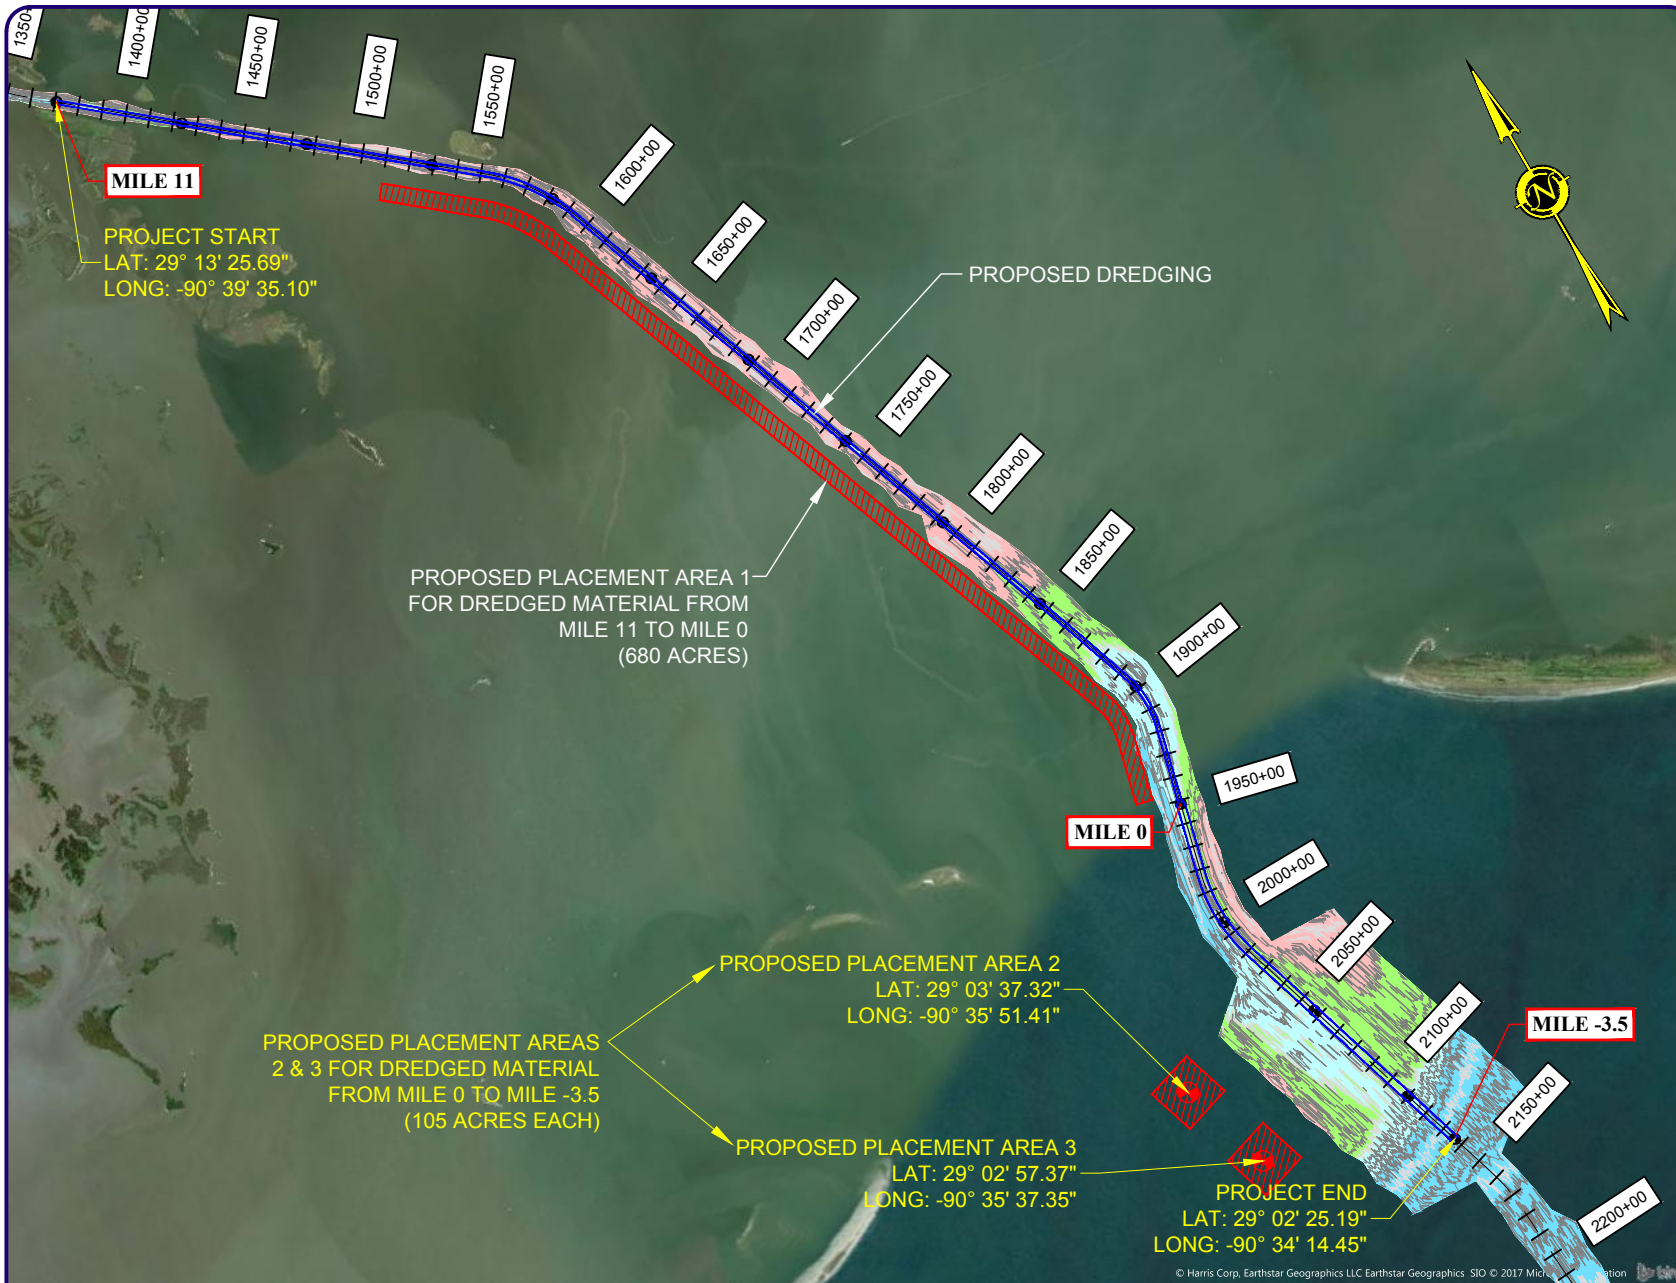 1400+00
1450+00
1500+00
1550+00
1600+00
1650+00
1700+00
1750+00
1800+00
1850+00
1900+00
1950+00
2000+00
2050+00
2100+00
2150+00
2200+00
MILE 11
PROJECT START
LAT: 29° 13' 25.69"
LONG: -90° 39' 35.10"
N
PROPOSED DREDGING
PROPOSED PLACEMENT AREA 1
FOR DREDGED MATERIAL FROM
MILE 11 TO MILE 0
(680 ACRES)
MILE 0
PROPOSED PLACEMENT AREA 2
LAT: 29° 03' 37.32"
LONG: -90° 35' 51.41"
PROPOSED PLACEMENT AREAS
2 & 3 FOR DREDGED MATERIAL
FROM MILE 0 TO MILE -3.5
(105 ACRES EACH)
PROPOSED PLACEMENT AREA 3
LAT: 29° 02' 57.37"
LONG: -90° 35' 37.35"
MILE -3.5
PROJECT END
LAT: 29° 02' 25.19"
LONG: -90° 34' 14.45"
© Harris Corp, Earthstar Geographics LLC Earthstar Geographics SIO © 2017